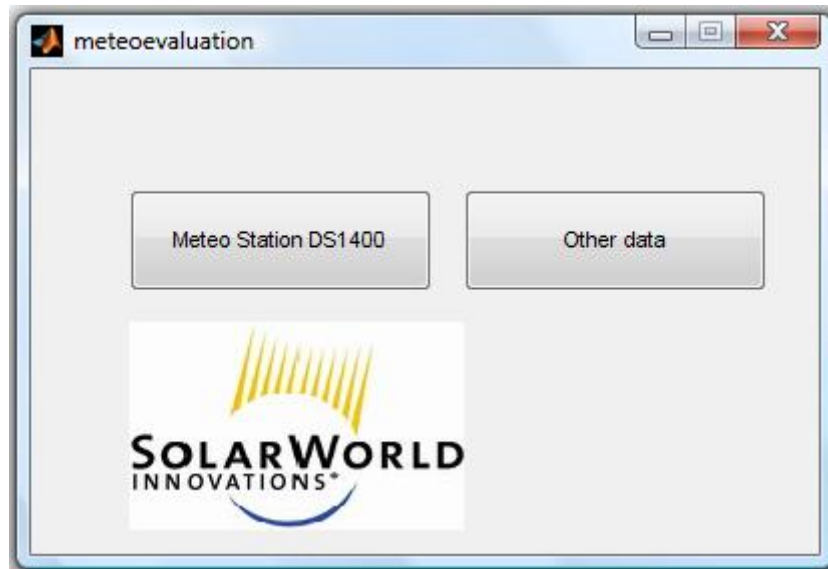 meteoevaluation
Meteo Station DS1400
Other data
SOLARWORLD
INNOVATIONS®